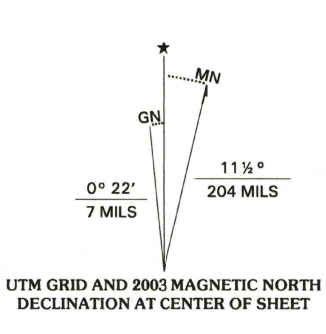 ★
MN
GN
11½°
204 MILS
0° 22′
7 MILS
UTM GRID AND 2003 MAGNETIC NORTH
DECLINATION AT CENTER OF SHEET